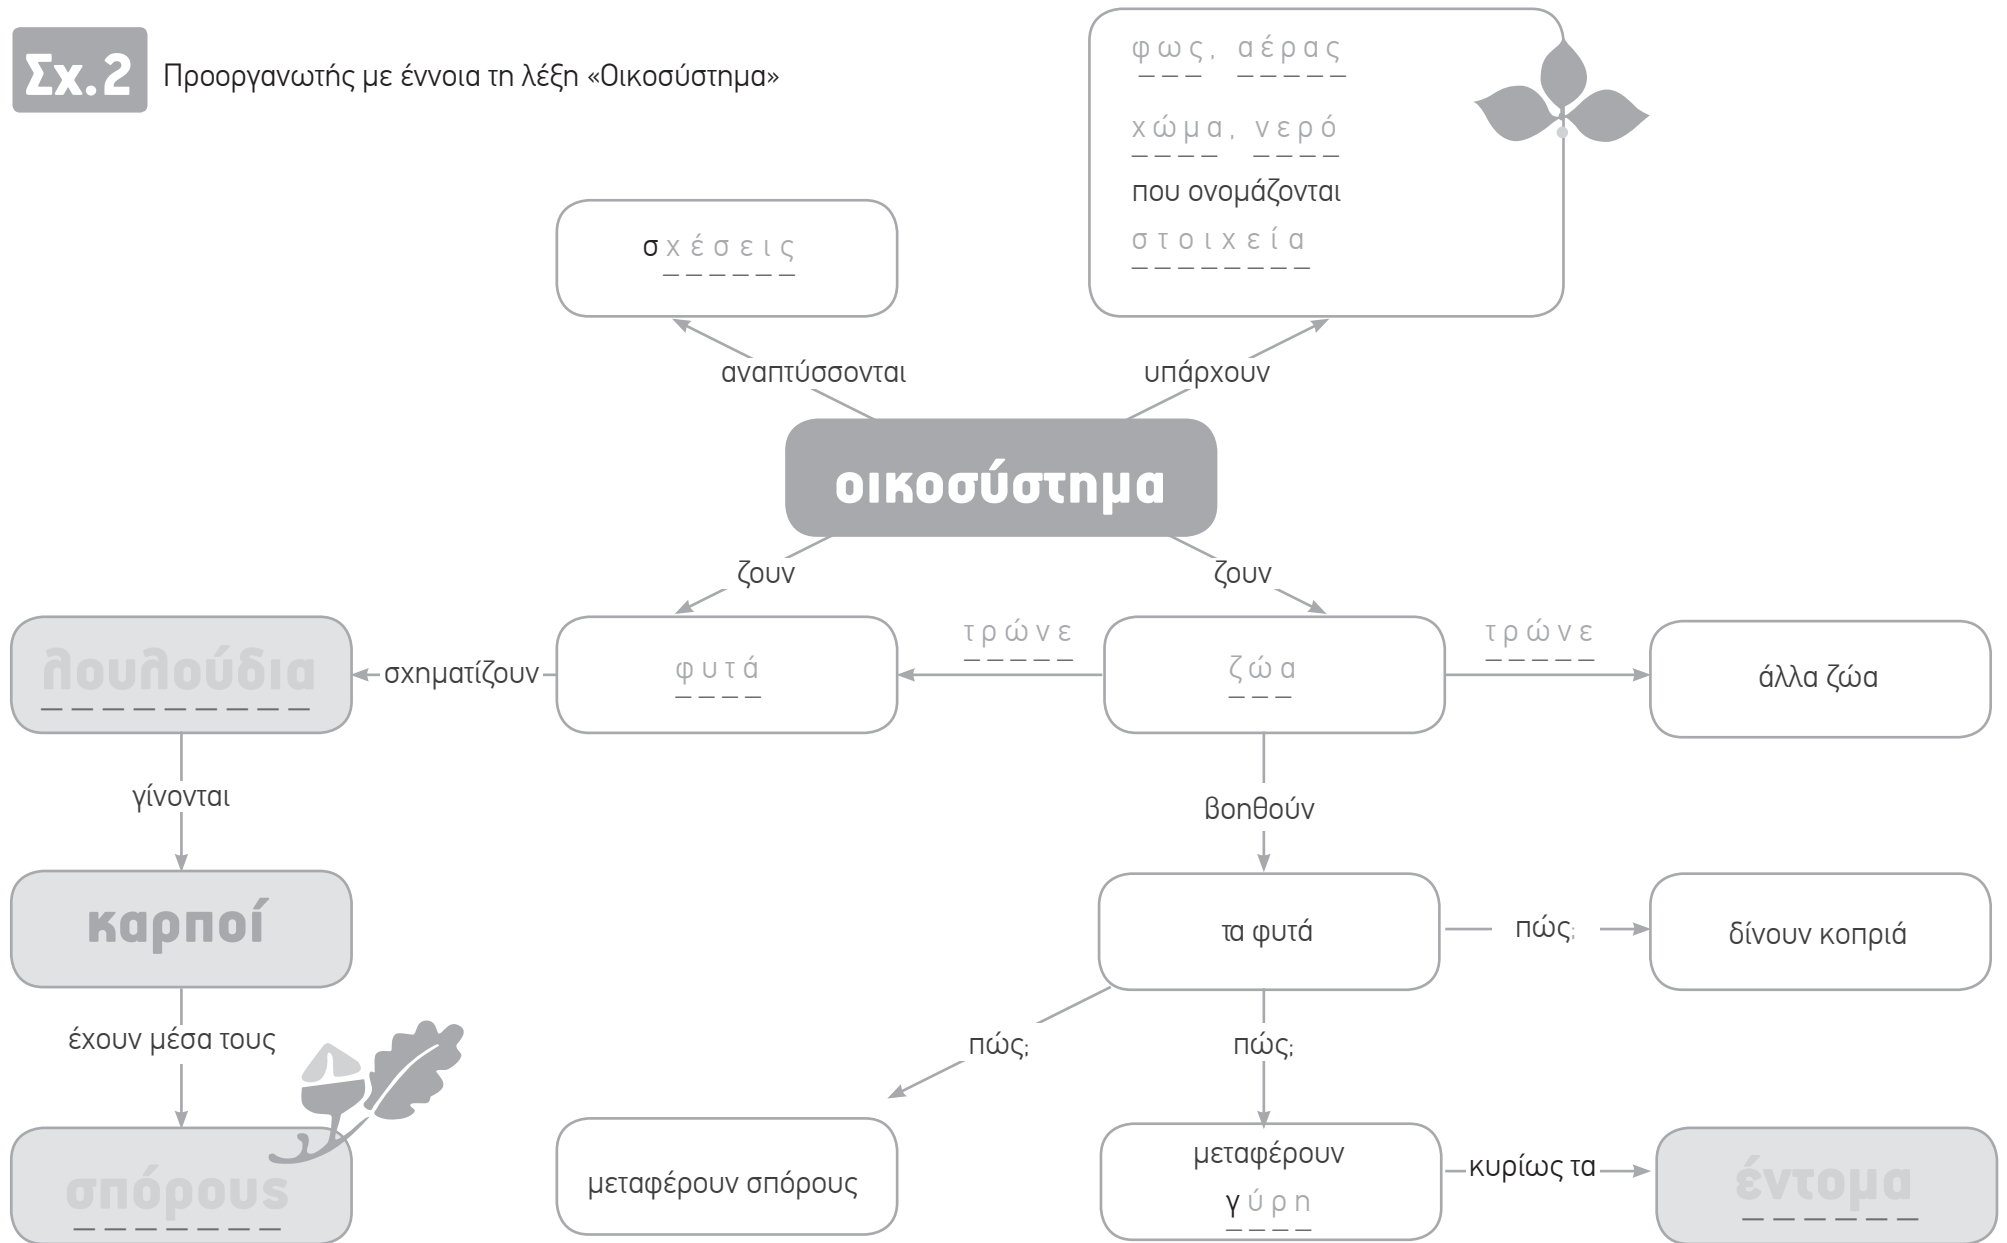 Σχ.2 Προοργανωτής με έννοια τη λέξη «Οικοσύστημα»
φως, αέρας
χώμα, νερό
που ονομάζονται
στοιχεία
σχέσεις
αναπτύσσονται
υπάρχουν
οικοσύστημα
ζουν
ζουν
λουλούδια
σχηματίζουν
φυτά
τρώνε
ζώα
τρώνε
άλλα ζώα
γίνονται
βοηθούν
καρποί
τα φυτά
πώς;
δίνουν κοπριά
έχουν μέσα τους
πώς;
πώς;
σπόρους
μεταφέρουν σπόρους
μεταφέρουν
γύρη
κυρίως τα
έντομα